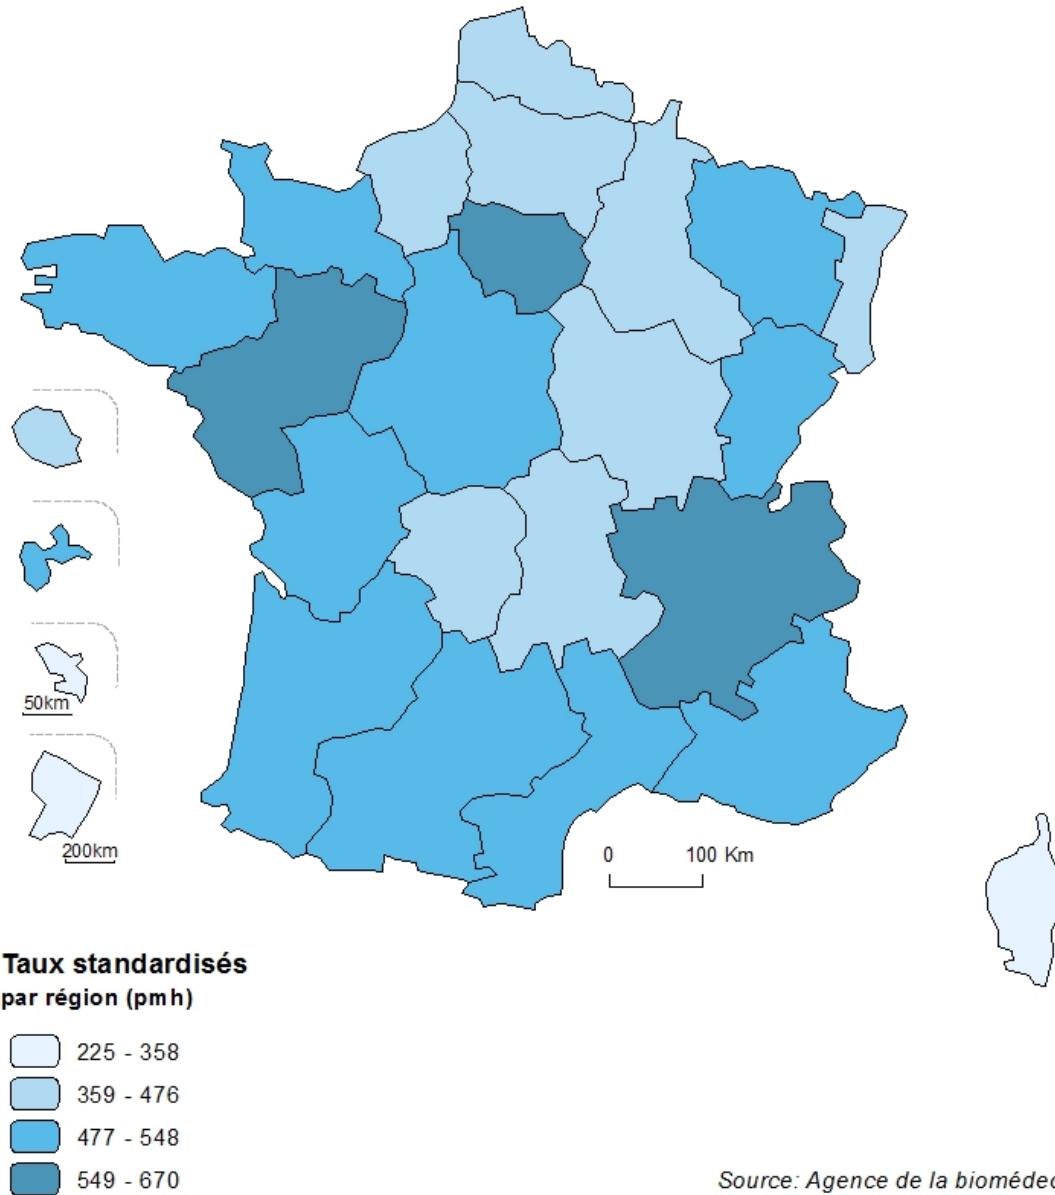 50km
200km
0 100 Km
Taux standardisés
par région (pmh)
225 - 358
359 - 476
477 - 548
549 - 670
Source: Agence de la bioméde